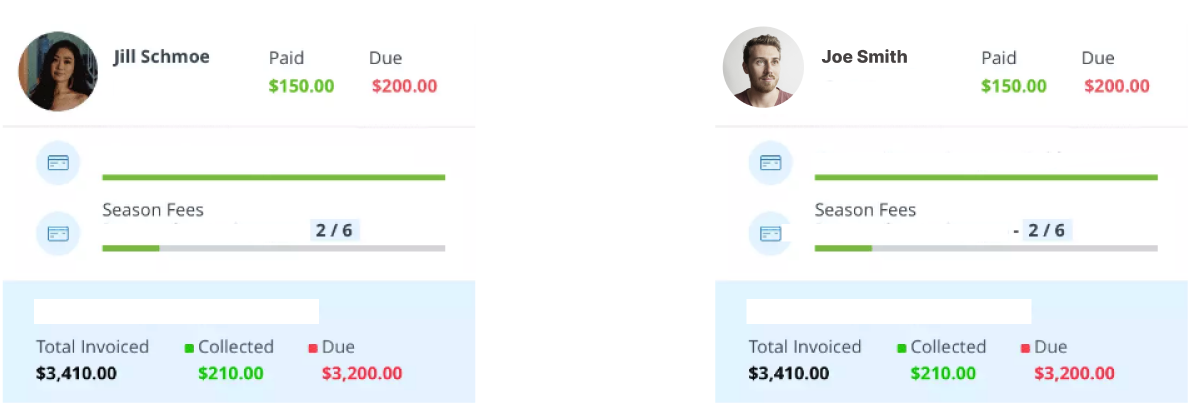 Jill Schmoe
Paid Due
$150.00 $200.00
Season Fees
2 / 6
Total Invoiced Collected Due
$3,410.00 $210.00 $3,200.00
Joe Smith
Paid Due
$150.00 $200.00
Season Fees
- 2 / 6
Total Invoiced Collected Due
$3,410.00 $210.00 $3,200.00